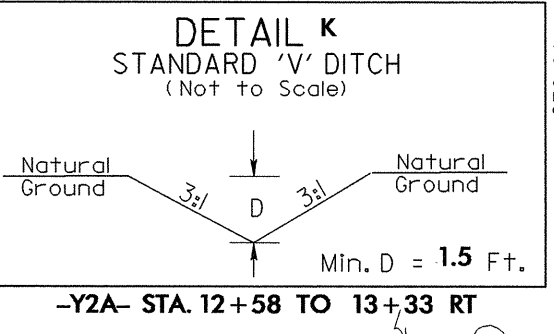 DETAIL K
STANDARD 'V' DITCH
(Not to Scale)
Natural
Ground
3:1
D
3:1
Natural
Ground
Min. D = 1.5 Ft.
-Y2A- STA. 12+58 TO 13+33 RT